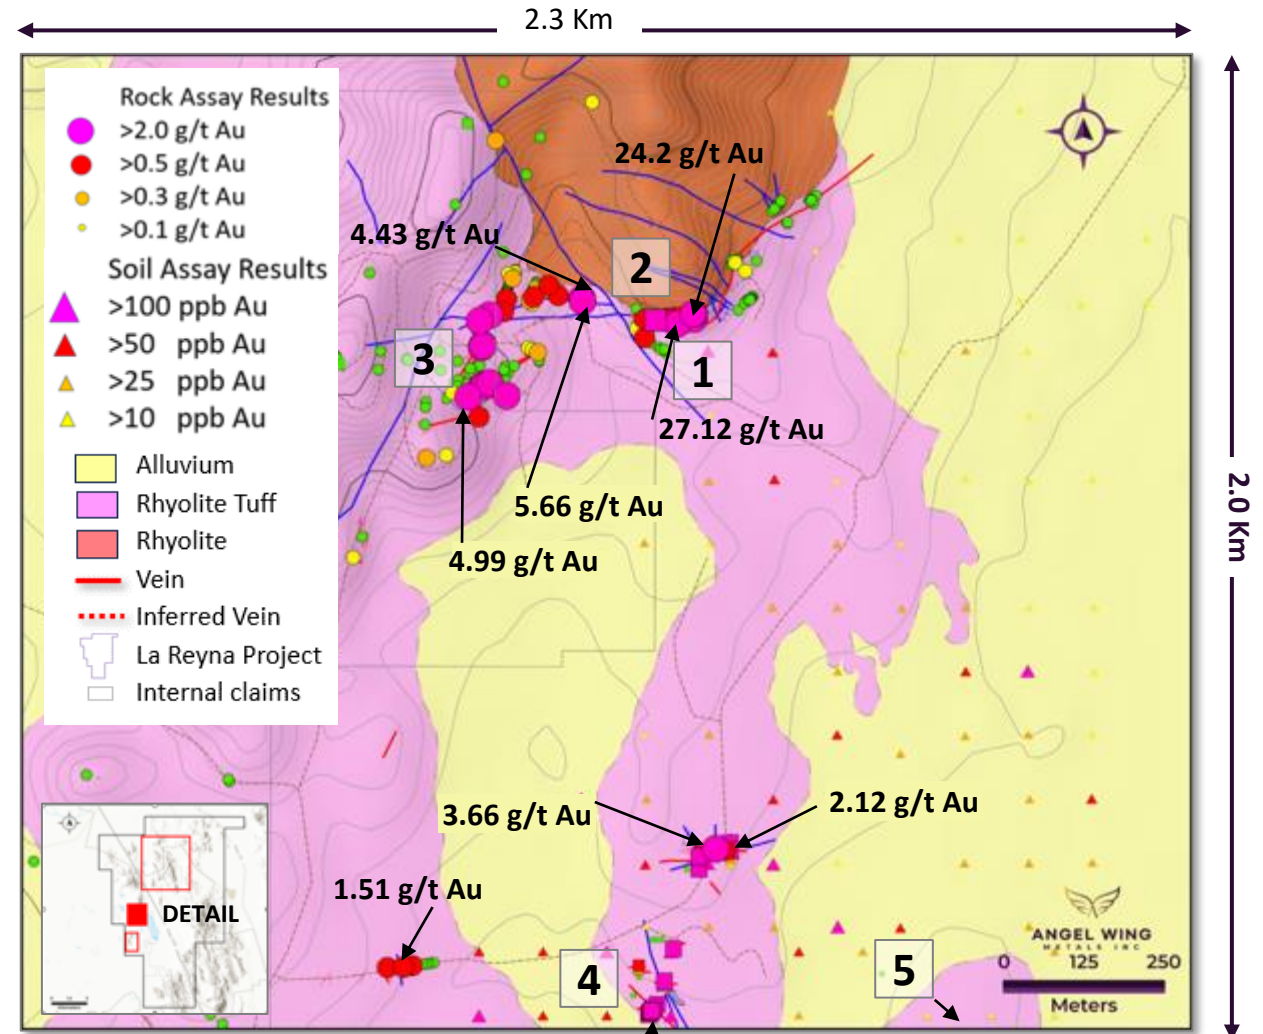 2.3 Km
Rock Assay Results
>2.0 g/t Au
>0.5 g/t Au
>0.3 g/t Au
>0.1 g/t Au
Soil Assay Results
>100 ppb Au
>50 ppb Au
>25 ppb Au
>10 ppb Au
Alluvium
Rhyolite Tuff
Rhyolite
Vein
Inferred Vein
La Reyna Project
Internal claims
24.2 g/t Au
4.43 g/t Au
2
3
1
27.12 g/t Au
5.66 g/t Au
4.99 g/t Au
2.0 Km
3.66 g/t Au
2.12 g/t Au
1.51 g/t Au
DETAIL
4
5
ANGEL WING
METALS INC
0 125 250
Meters